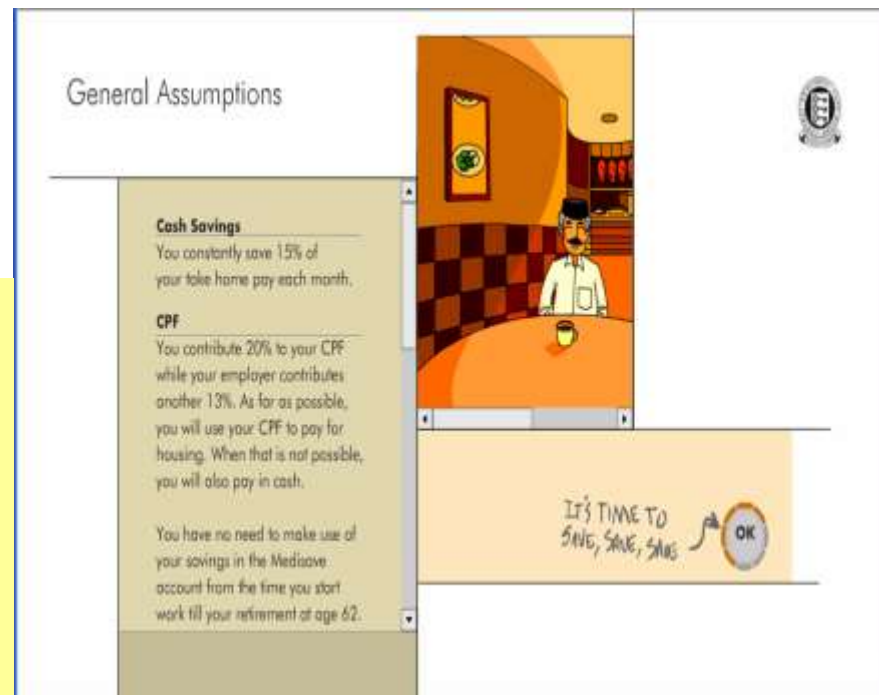 General Assumptions
Cash Savings
You constantly save 15% of
your take home pay each month.
CPF
You contribute 20% to your CPF
while your employer contributes
another 13%. As far as possible,
you will use your CPF to pay for
housing. When that is not possible,
you will also pay in cash.
You have no need to make use of
your savings in the Medisave
account from the time you start
work till your retirement at age 62.
IT'S TIME TO
SAVE, SAVE, SAVE
OK